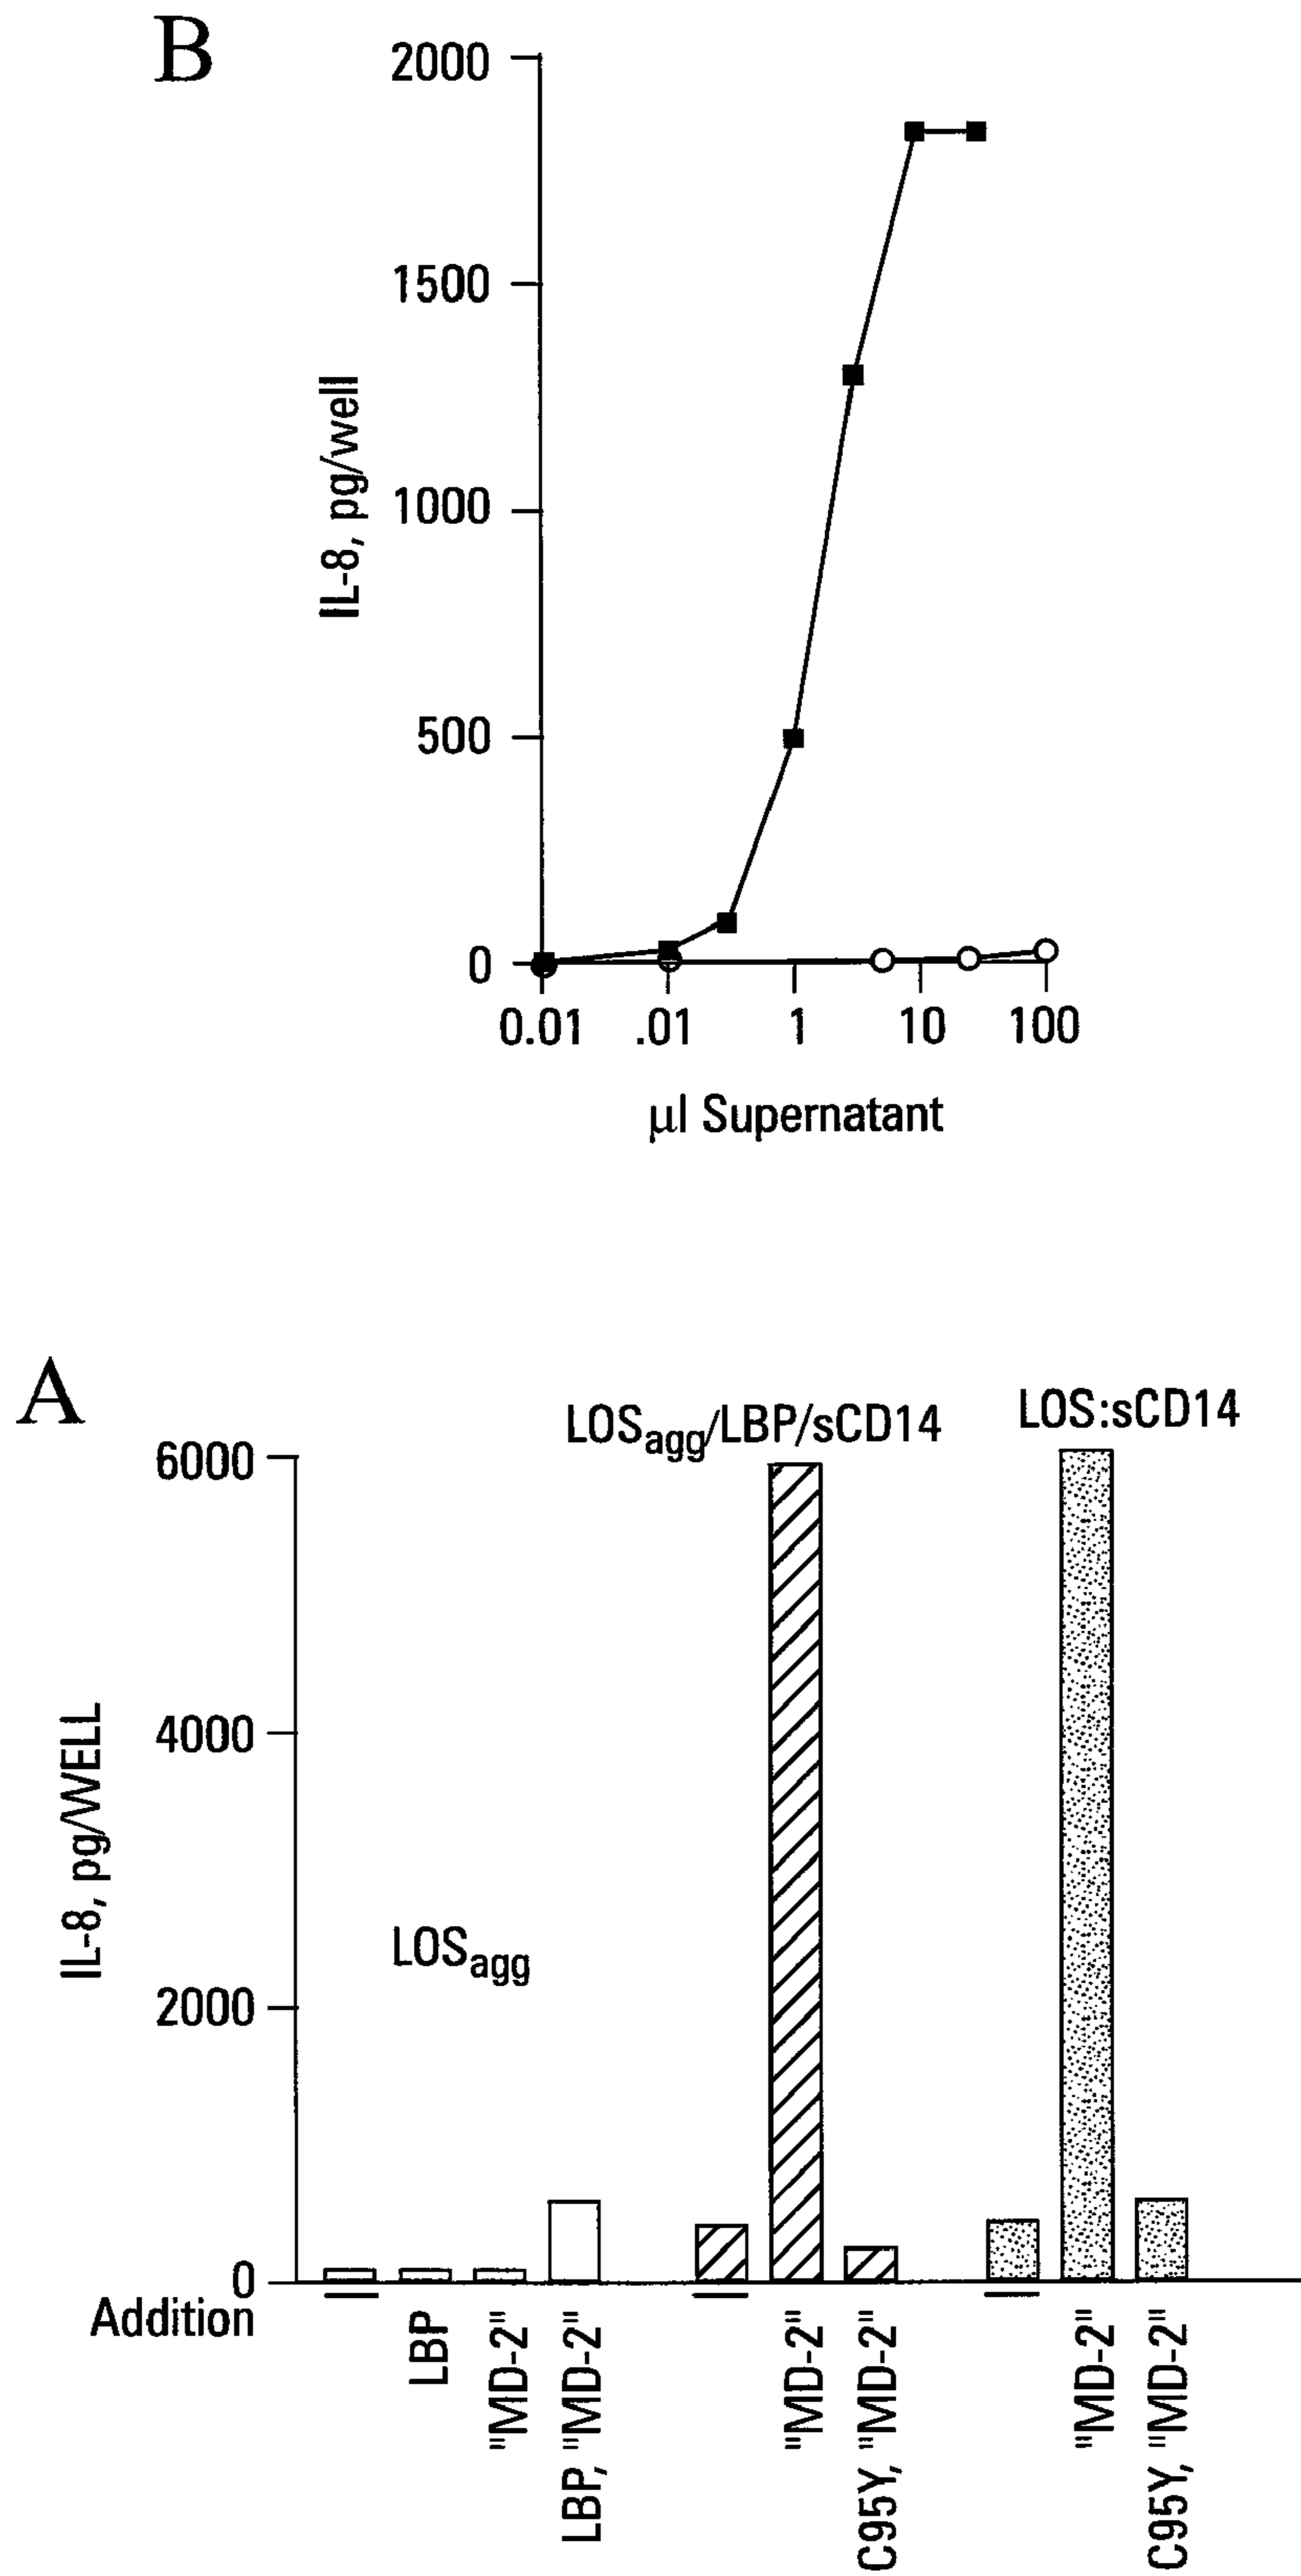 B
2000
1500
1000
500
0
IL-8, pg/well
0.01 .01 1 10 100
µl Supernatant
A
LOSagg/LBP/sCD14
LOS:sCD14
6000
4000
2000
0
IL-8, pg/WELL
LOSagg
Addition
LBP
"MD-2"
LBP, "MD-2"
"MD-2"
C95Y, "MD-2"
"MD-2"
C95Y, "MD-2"